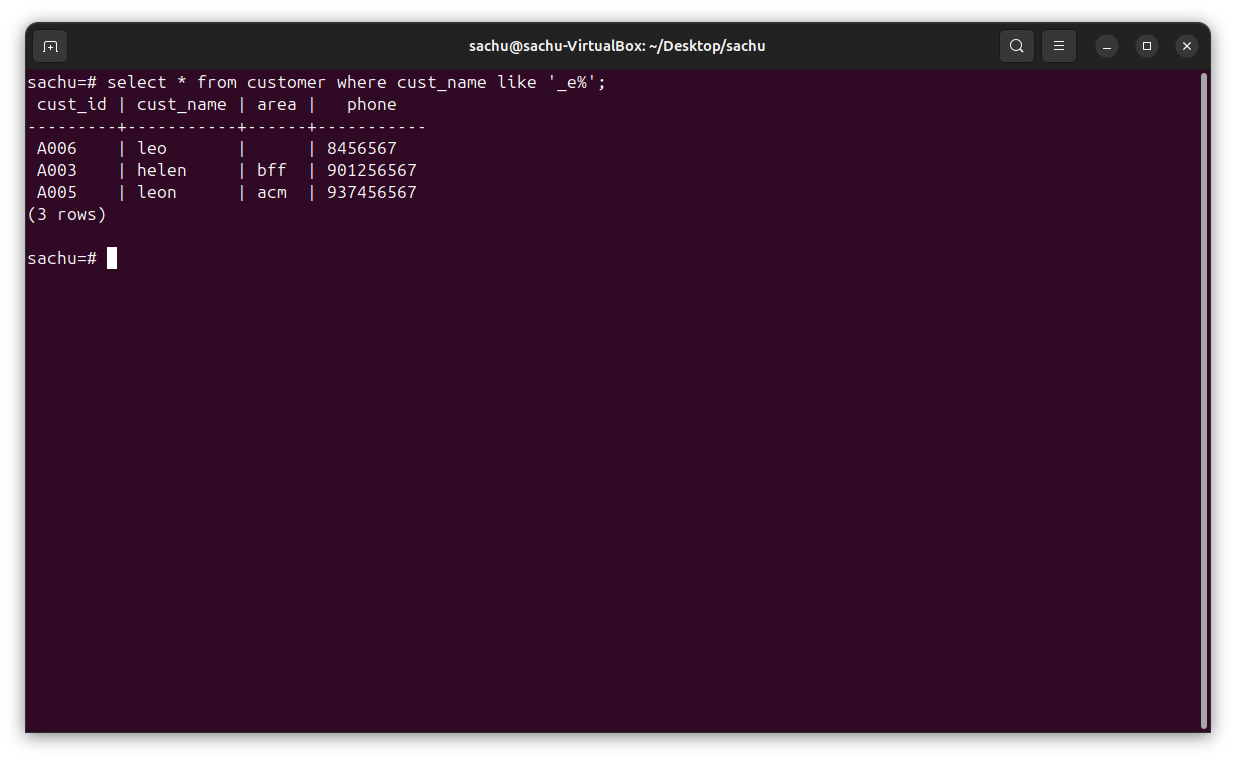 sachu@sachu-VirtualBox: ~/Desktop/sachu
sachu=# select * from customer where cust_name like '_e%';
 cust_id | cust_name | area |   phone
---------+-----------+------+-----------
 A006    | leo       |      | 8456567
 A003    | helen     | bff  | 901256567
 A005    | leon      | acm  | 937456567
(3 rows)
sachu=#